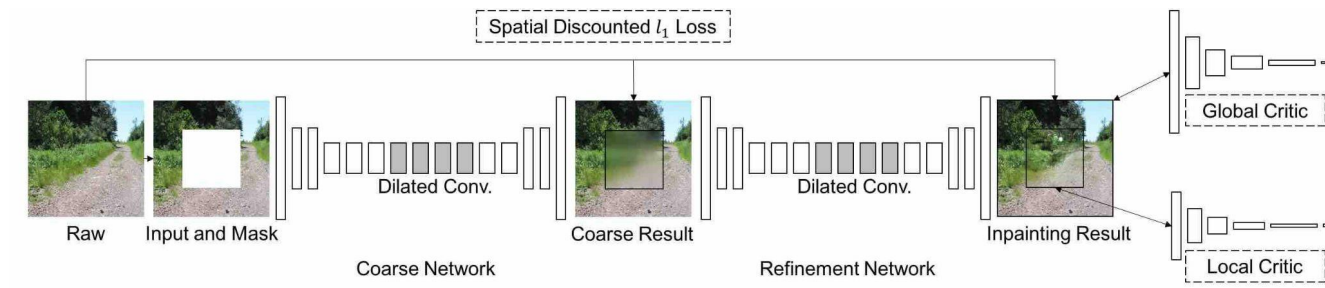 Spatial Discounted l₁ Loss
Global Critic
Dilated Conv.
Dilated Conv.
Raw
Input and Mask
Coarse Result
Inpainting Result
Coarse Network
Refinement Network
Local Critic